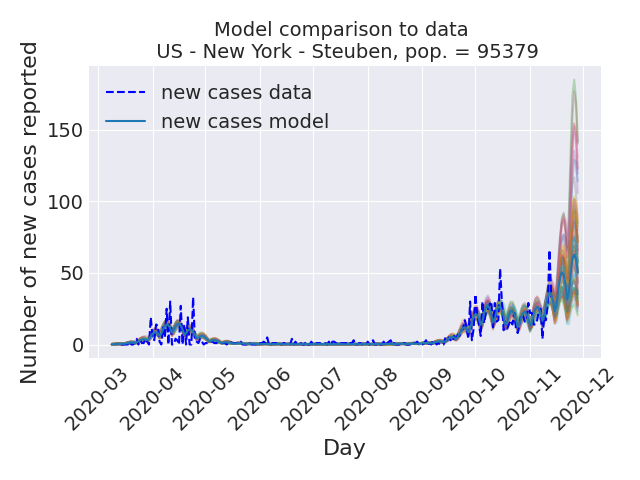 Model comparison to data
US - New York - Steuben, pop. = 95379
Number of new cases reported
new cases data
new cases model
150
100
50
0
2020-03
2020-04
2020-05
2020-06
2020-07
2020-08
2020-09
2020-10
2020-11
2020-12
Day